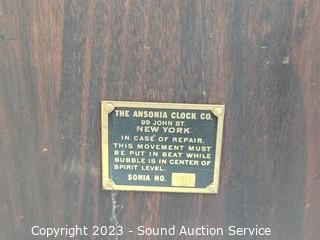 THE ANSONIA CLOCK CO.
99 JOHN ST.
NEW YORK
IN CASE OF REPAIR.
THIS MOVEMENT MUST
BE PUT IN BEAT WHILE
BUBBLE IS IN CENTER OF
SPIRIT LEVEL.
SONIA NO.
Copyright 2023 - Sound Auction Service